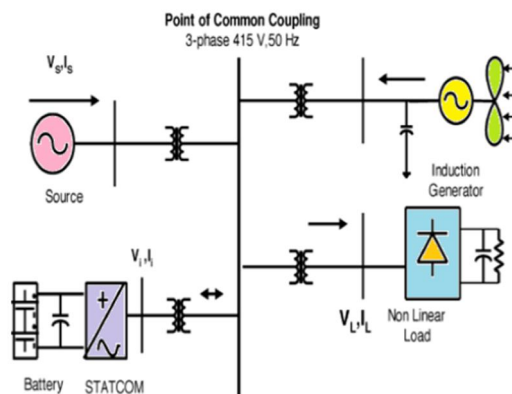 Point of Common Coupling
3-phase 415 V,50 Hz
Vs,Is
Source
Induction
Generator
Vi,Ii
VL,IL
Non Linear
Load
Battery
STATCOM